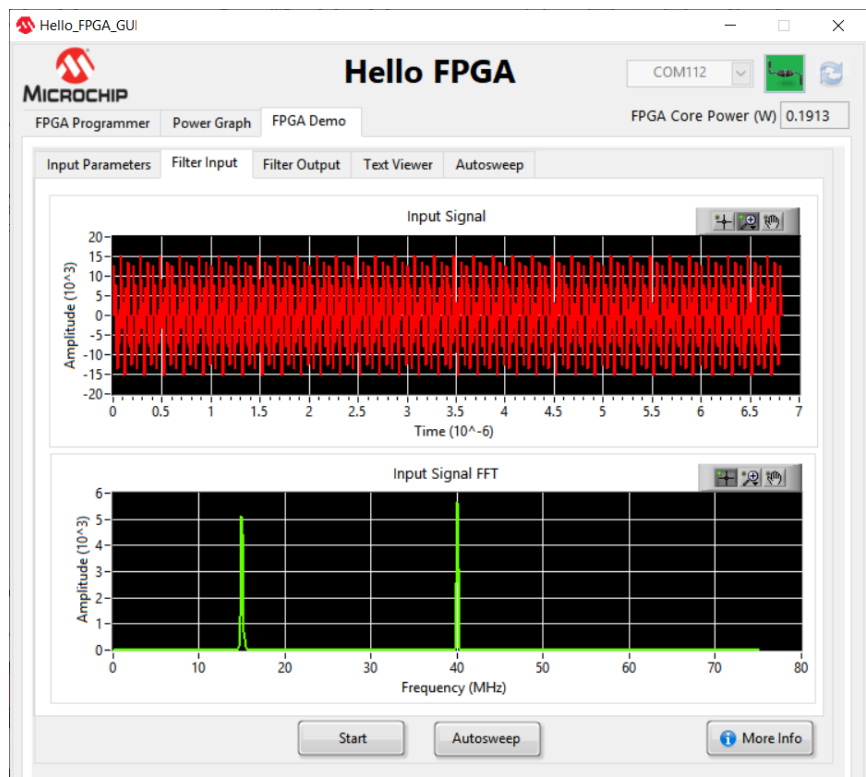 Hello_FPGA_GUI
MICROCHIP
Hello FPGA
COM112
FPGA Core Power (W) 0.1913
FPGA Programmer Power Graph FPGA Demo
Input Parameters Filter Input Filter Output Text Viewer Autosweep
Input Signal
Amplitude (10^3)
20
15
10
5
0
-5
-10
-15
-20
0 0.5 1 1.5 2 2.5 3 3.5 4 4.5 5 5.5 6 6.5 7
Time (10^-6)
Input Signal FFT
Amplitude (10^3)
6
5
4
3
2
1
0
0 10 20 30 40 50 60 70 80
Frequency (MHz)
Start Autosweep More Info